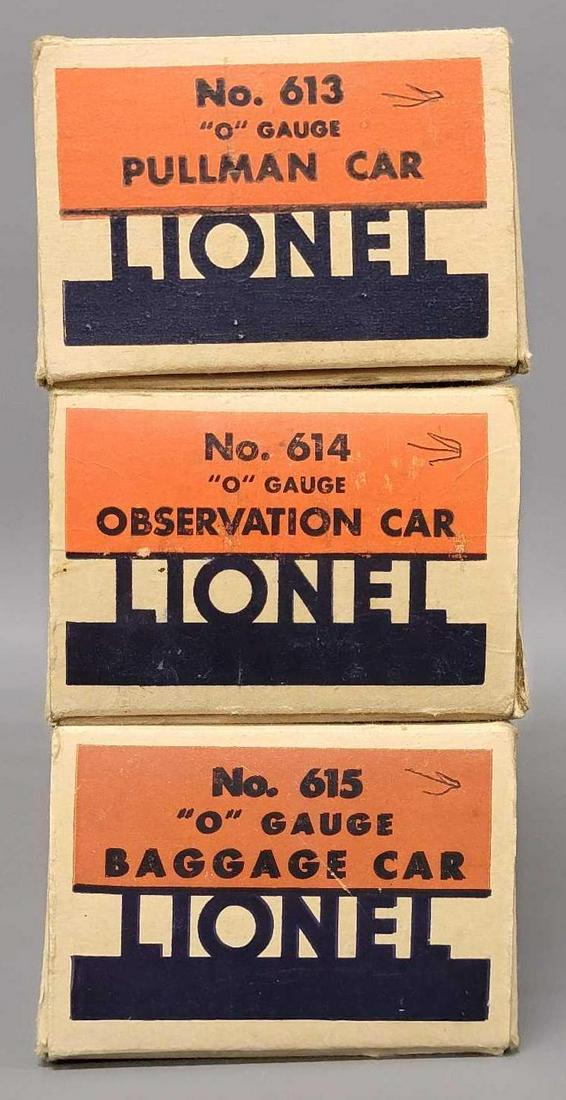 No. 613
"O" GAUGE
PULLMAN CAR
LIONEL
No. 614
"O" GAUGE
OBSERVATION CAR
LIONEL
No. 615
"O" GAUGE
BAGGAGE CAR
LIONEL